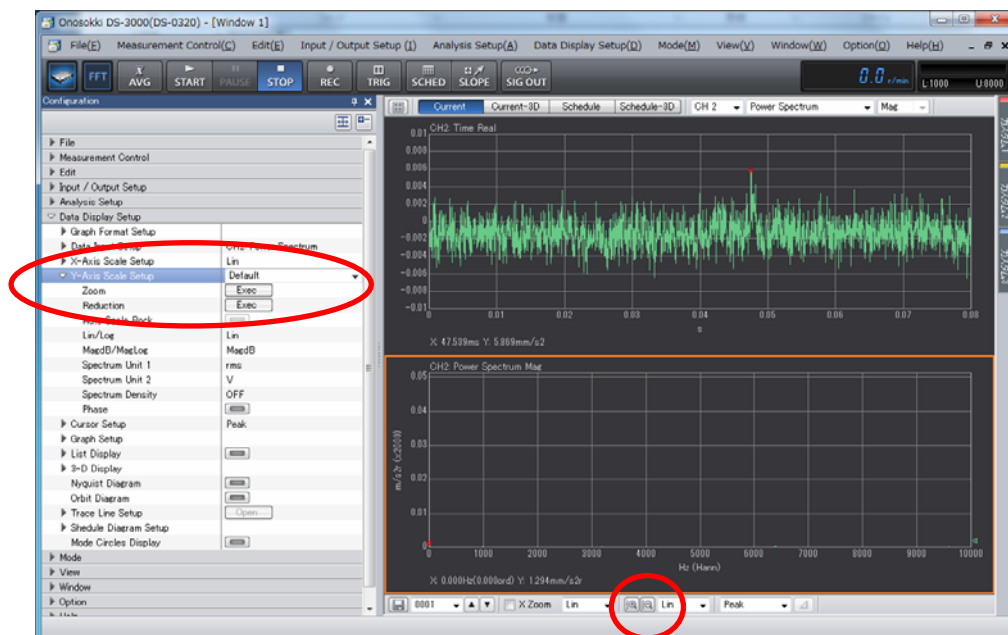 Onosokki DS-3000(DS-0320) - [Window 1]
File(E) Measurement Control(C) Edit(E) Input / Output Setup (I) Analysis Setup(A) Data Display Setup(D) Mode(M) View(V) Window(W) Option(O) Help(H)
FFT AVG START PAUSE STOP REC TRIG SCHED SLOPE SIG OUT 0.0 r/min L:1000 U:8000
Configuration
Current Current-3D Schedule Schedule-3D CH 2 Power Spectrum Mag
File
Measurement Control
Edit
Input / Output Setup
Analysis Setup
Data Display Setup
Graph Format Setup
Data Input Setup CH2 Power Spectrum
X-Axis Scale Setup Lin
Y-Axis Scale Setup Default
Zoom Exec
Reduction Exec
Lin/Log Lin
MagdB/MagLog MagdB
Spectrum Unit 1 rms
Spectrum Unit 2 V
Spectrum Density OFF
Phase
Cursor Setup Peak
Graph Setup
List Display
3-D Display
Nyquist Diagram
Orbit Diagram
Trace Line Setup Open
Shedule Diagram Setup
Mode Circles Display
Mode
View
Window
Option
CH2: Time Real
0.01
0.008
0.006
0.004
0.002
0
-0.002
-0.004
-0.006
-0.008
-0.01
0 0.01 0.02 0.03 0.04 0.05 0.06 0.07 0.08
s
X: 47.539ms Y: 5.869mm/s2
CH2: Power Spectrum Mag
0.05
0.04
0.03
0.02
0.01
0
m/s2r (x2000)
0 1000 2000 3000 4000 5000 6000 7000 8000 9000 10000
Hz (Hann)
X: 0.000Hz(0.000ord) Y: 1.294mm/s2r
0001 X Zoom Lin Lin Peak